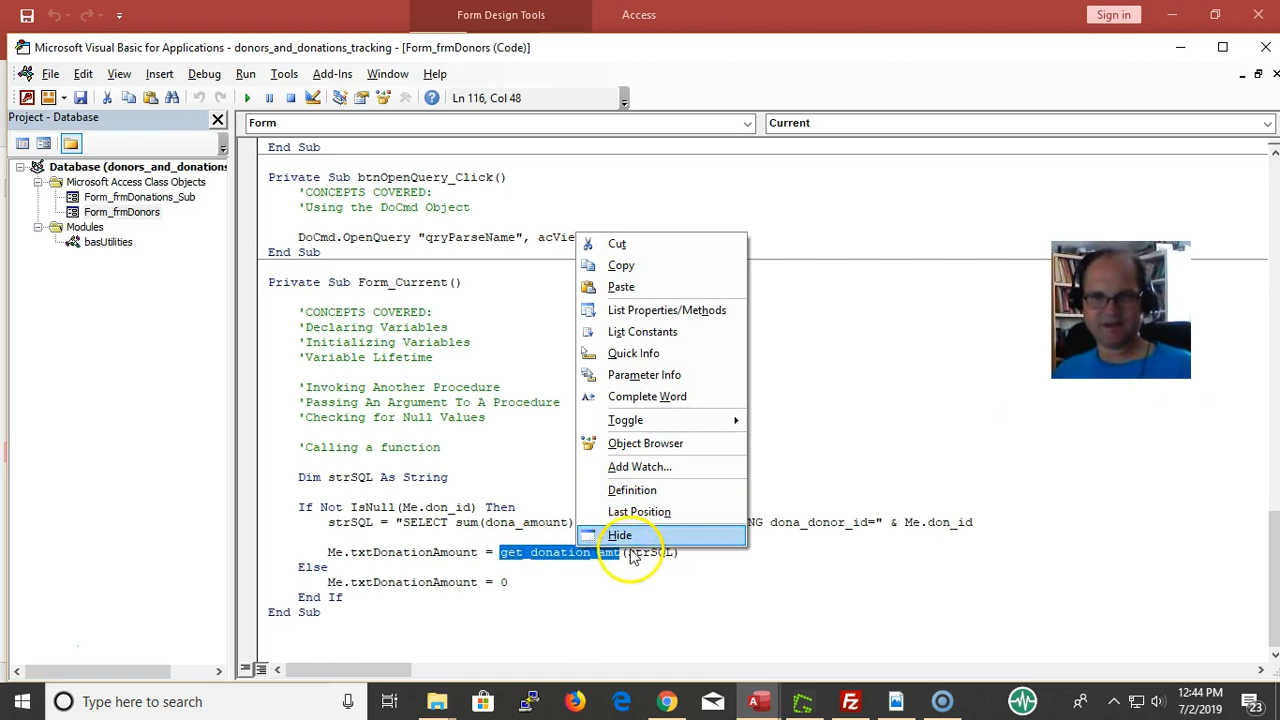 Form Design Tools
Access
Sign in
Microsoft Visual Basic for Applications - donors_and_donations_tracking - [Form_frmDonors (Code)]
File Edit View Insert Debug Run Tools Add-Ins Window Help
Ln 116, Col 48
Project - Database
Form
Current
Database (donors_and_donations
Microsoft Access Class Objects
Form_frmDonations_Sub
Form_frmDonors
Modules
basUtilities
End Sub
Private Sub btnOpenQuery_Click()
'CONCEPTS COVERED:
'Using the DoCmd Object
DoCmd.OpenQuery "qryParseName", acVie
End Sub
Private Sub Form_Current()
'CONCEPTS COVERED:
'Declaring Variables
'Initializing Variables
'Variable Lifetime
'Invoking Another Procedure
'Passing An Argument To A Procedure
'Checking for Null Values
'Calling a function
Dim strSQL As String
If Not IsNull(Me.don_id) Then
strSQL = "SELECT sum(dona_amount) NG dona_donor_id=" & Me.don_id
Me.txtDonationAmount = get_donation_amt(strSQL)
Else
Me.txtDonationAmount = 0
End If
End Sub
Cut
Copy
Paste
List Properties/Methods
List Constants
Quick Info
Parameter Info
Complete Word
Toggle
Object Browser
Add Watch...
Definition
Last Position
Hide
Type here to search
12:44 PM
7/2/2019
23